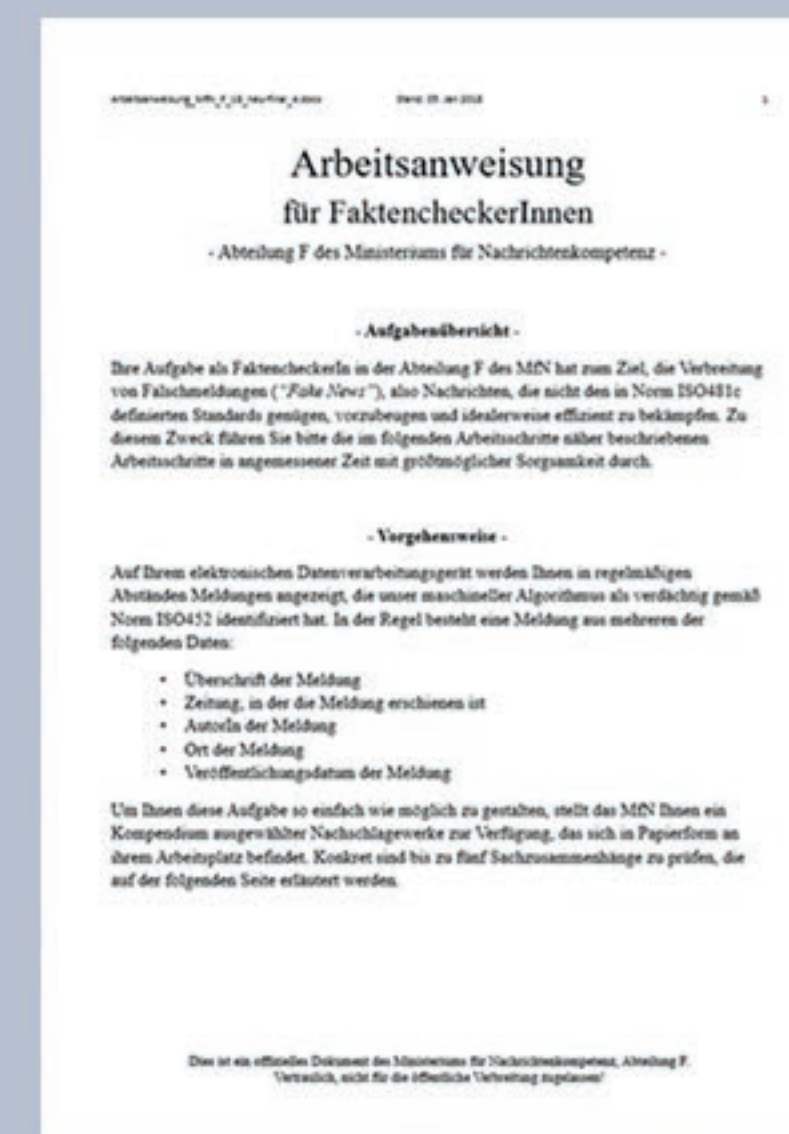 Arbeitsanweisung_MfN_F_18_neu-final_4.docx Stand: 05. Jan 2018 1
Arbeitsanweisung
für FaktencheckerInnen
- Abteilung F des Ministeriums für Nachrichtenkompetenz -
- Aufgabenübersicht -
Ihre Aufgabe als FaktencheckerIn in der Abteilung F des MfN hat zum Ziel, die Verbreitung
von Falschmeldungen ("Fake News"), also Nachrichten, die nicht den in Norm ISO481c
definierten Standards genügen, vorzubeugen und idealerweise effizient zu bekämpfen. Zu
diesem Zweck führen Sie bitte die im folgenden Arbeitsschritte näher beschriebenen
Arbeitsschritte in angemessener Zeit mit größtmöglicher Sorgsamkeit durch.
- Vorgehensweise -
Auf Ihrem elektronischen Datenverarbeitungsgerät werden Ihnen in regelmäßigen
Abständen Meldungen angezeigt, die unser maschineller Algorithmus als verdächtig gemäß
Norm ISO452 identifiziert hat. In der Regel besteht eine Meldung aus mehreren der
folgenden Daten:
• Überschrift der Meldung
• Zeitung, in der die Meldung erschienen ist
• AutorIn der Meldung
• Ort der Meldung
• Veröffentlichungsdatum der Meldung
Um Ihnen diese Aufgabe so einfach wie möglich zu gestalten, stellt das MfN Ihnen ein
Kompendium ausgewählter Nachschlagewerke zur Verfügung, das sich in Papierform an
ihrem Arbeitsplatz befindet. Konkret sind bis zu fünf Sachzusammenhänge zu prüfen, die
auf der folgenden Seite erläutert werden.
Dies ist ein offizielles Dokument des Ministeriums für Nachrichtenkompetenz, Abteilung F.
Vertraulich, nicht für die öffentliche Verbreitung zugelassen!